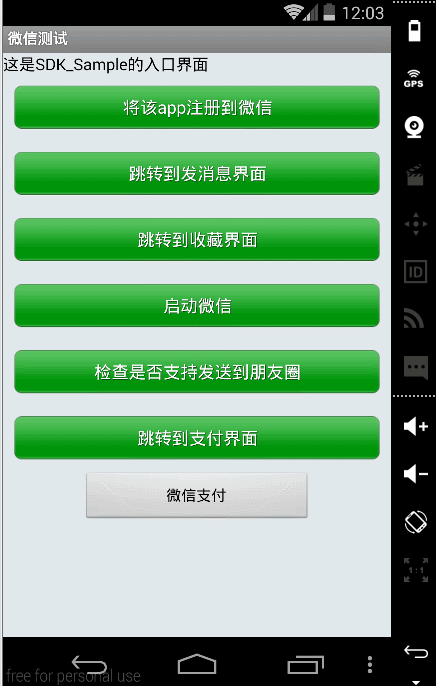 12:03
微信测试
这是SDK_Sample的入口界面
将该app注册到微信
跳转到发消息界面
跳转到收藏界面
启动微信
检查是否支持发送到朋友圈
跳转到支付界面
微信支付
free for personal use
GPS
ID
1:1